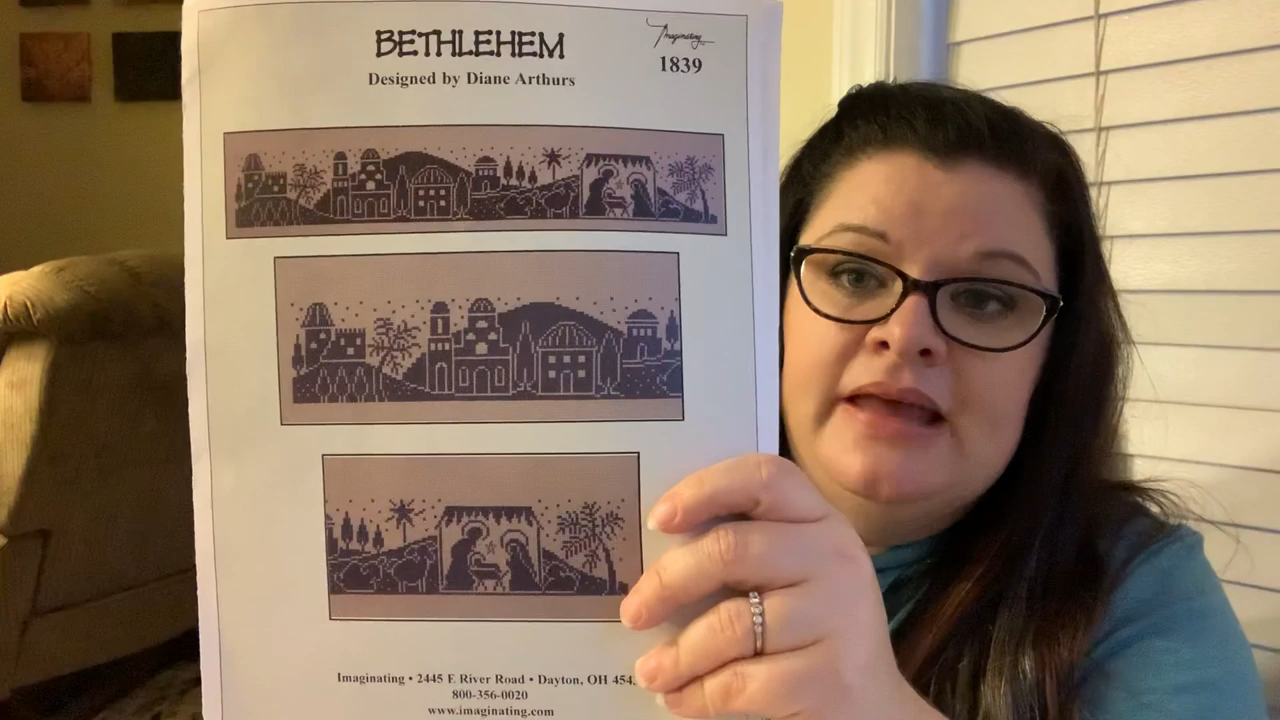 BETHLEHEM
Imaginating
1839
Designed by Diane Arthurs
Imaginating • 2445 E River Road • Dayton, OH
800-356-0020
www.imaginating.com